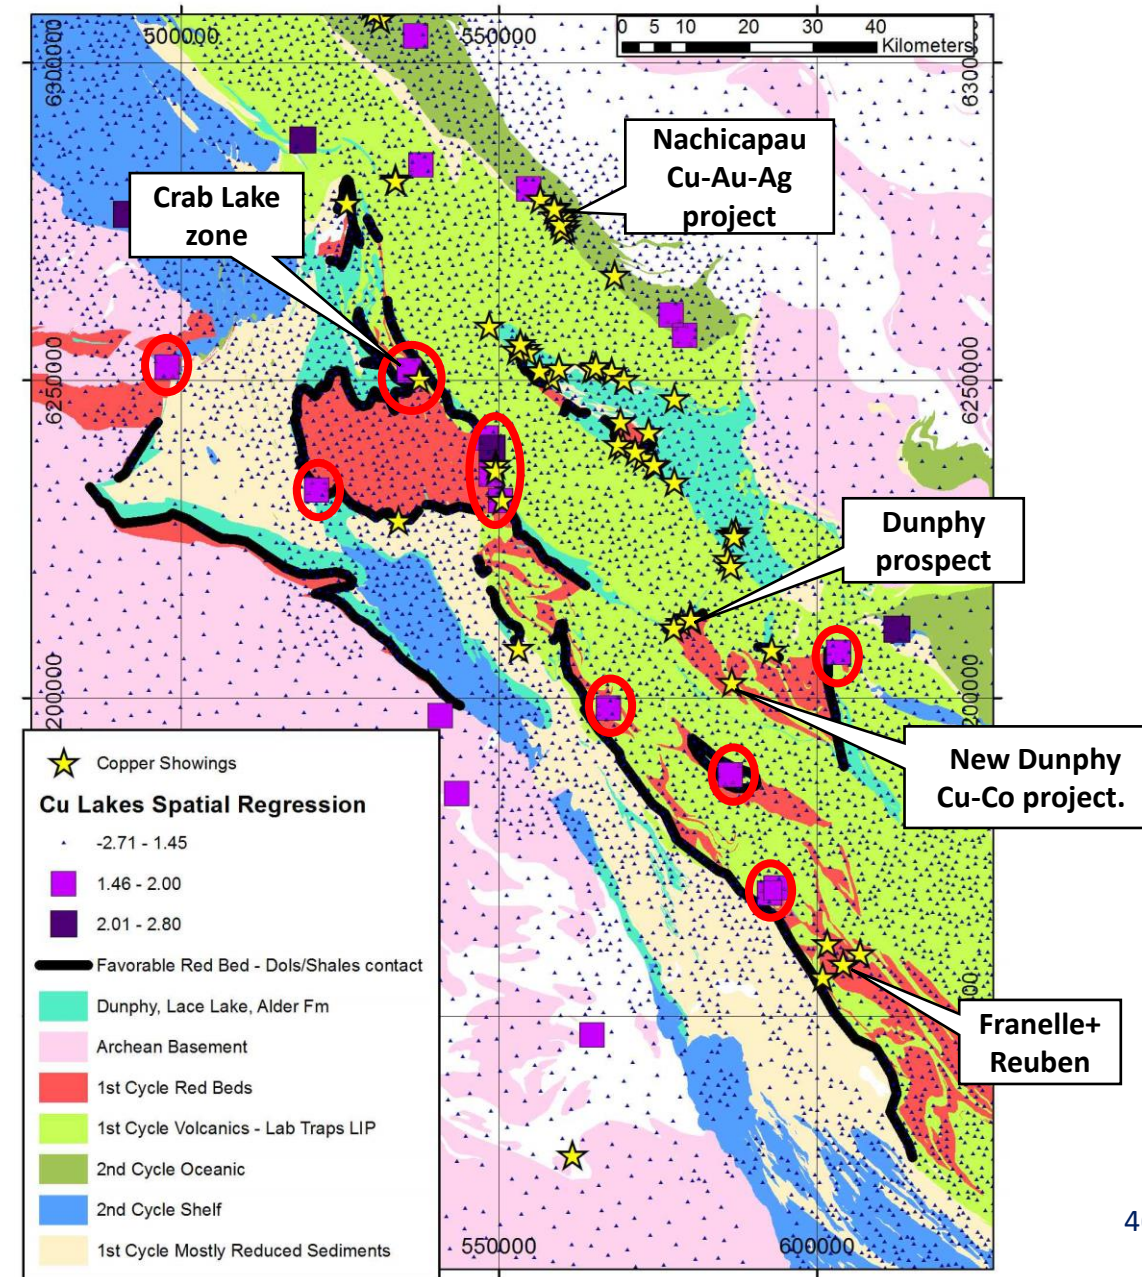 500000
550000
0 5 10 20 30 40
Kilometers
6300000
6300000
Nachicapau
Cu-Au-Ag
project
Crab Lake
zone
6250000
6250000
Dunphy
prospect
200000
200000
New Dunphy
Cu-Co project.
Copper Showings
Cu Lakes Spatial Regression
-2.71 - 1.45
1.46 - 2.00
2.01 - 2.80
Favorable Red Bed - Dols/Shales contact
Dunphy, Lace Lake, Alder Fm
Archean Basement
1st Cycle Red Beds
1st Cycle Volcanics - Lab Traps LIP
2nd Cycle Oceanic
2nd Cycle Shelf
1st Cycle Mostly Reduced Sediments
Franelle+
Reuben
550000
600000
4